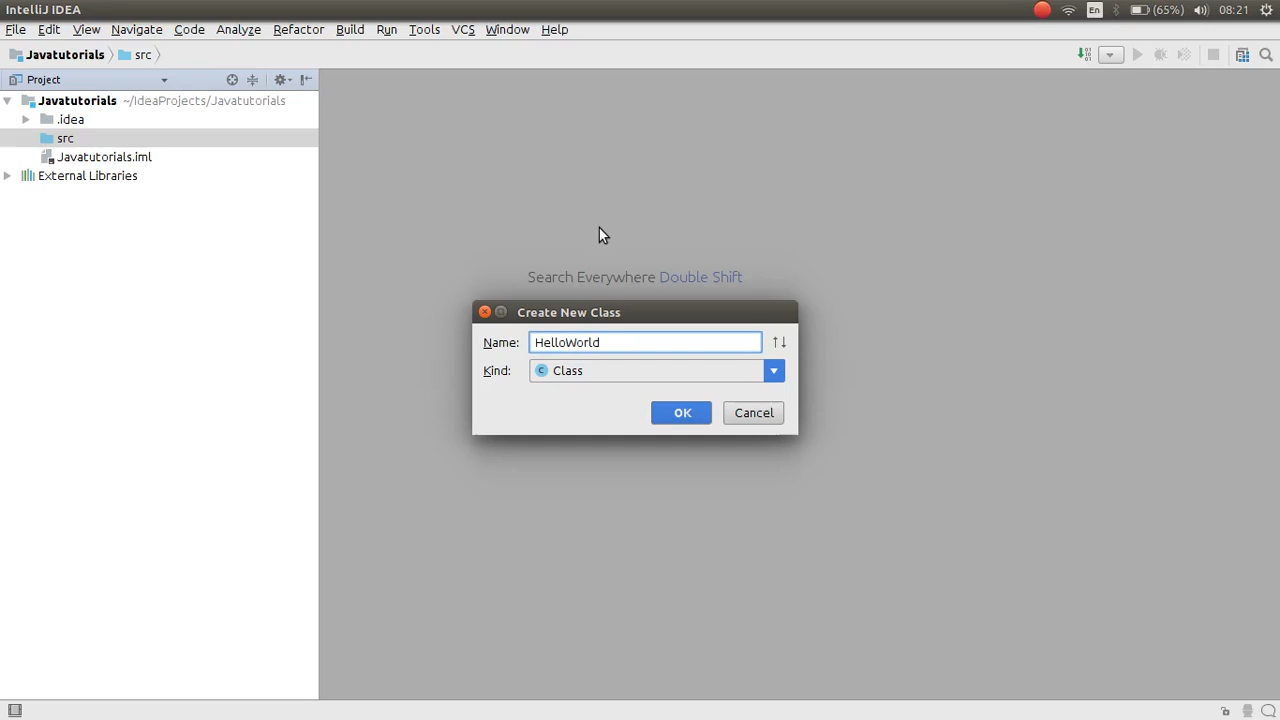 IntelliJ IDEA
En
(65%)
08:21
File Edit View Navigate Code Analyze Refactor Build Run Tools VCS Window Help
Javatutorials src
Project
Javatutorials ~/IdeaProjects/Javatutorials
.idea
src
Javatutorials.iml
External Libraries
Search Everywhere Double Shift
Create New Class
Name: HelloWorld
Kind: C Class
OK Cancel